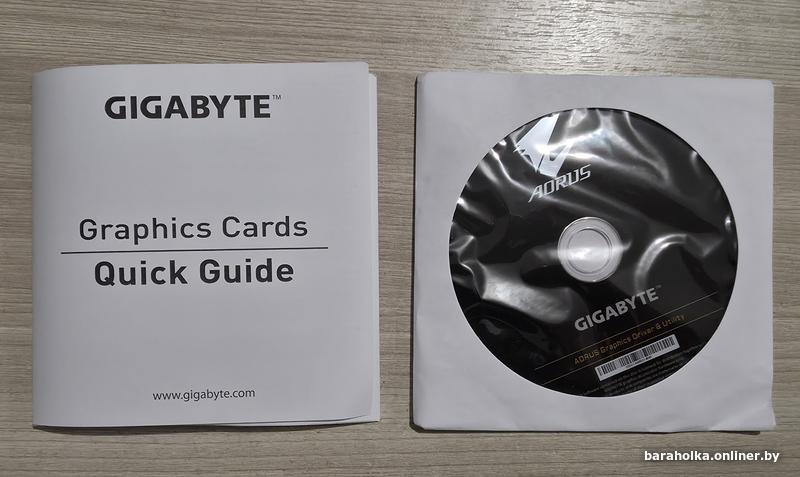 GIGABYTE™
Graphics Cards
Quick Guide
www.gigabyte.com
AORUS
GIGABYTE™
AORUS Graphics Driver & Utility
baraholka.onliner.by